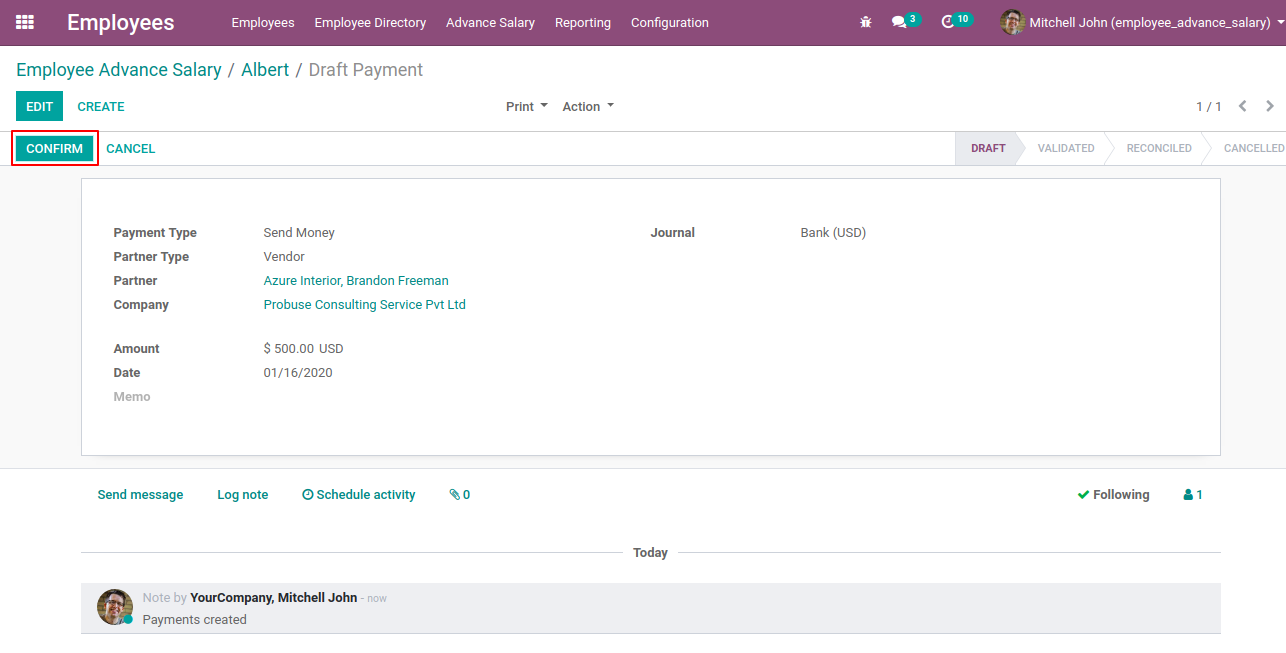 Employees Employees Employee Directory Advance Salary Reporting Configuration 3 10 Mitchell John (employee_advance_salary)
Employee Advance Salary / Albert / Draft Payment
EDIT CREATE Print Action 1 / 1
CONFIRM CANCEL DRAFT VALIDATED RECONCILED CANCELLED
Payment Type Send Money Journal Bank (USD)
Partner Type Vendor
Partner Azure Interior, Brandon Freeman
Company Probuse Consulting Service Pvt Ltd
Amount $ 500.00 USD
Date 01/16/2020
Memo
Send message Log note Schedule activity 0 Following 1
Today
Note by YourCompany, Mitchell John - now
Payments created